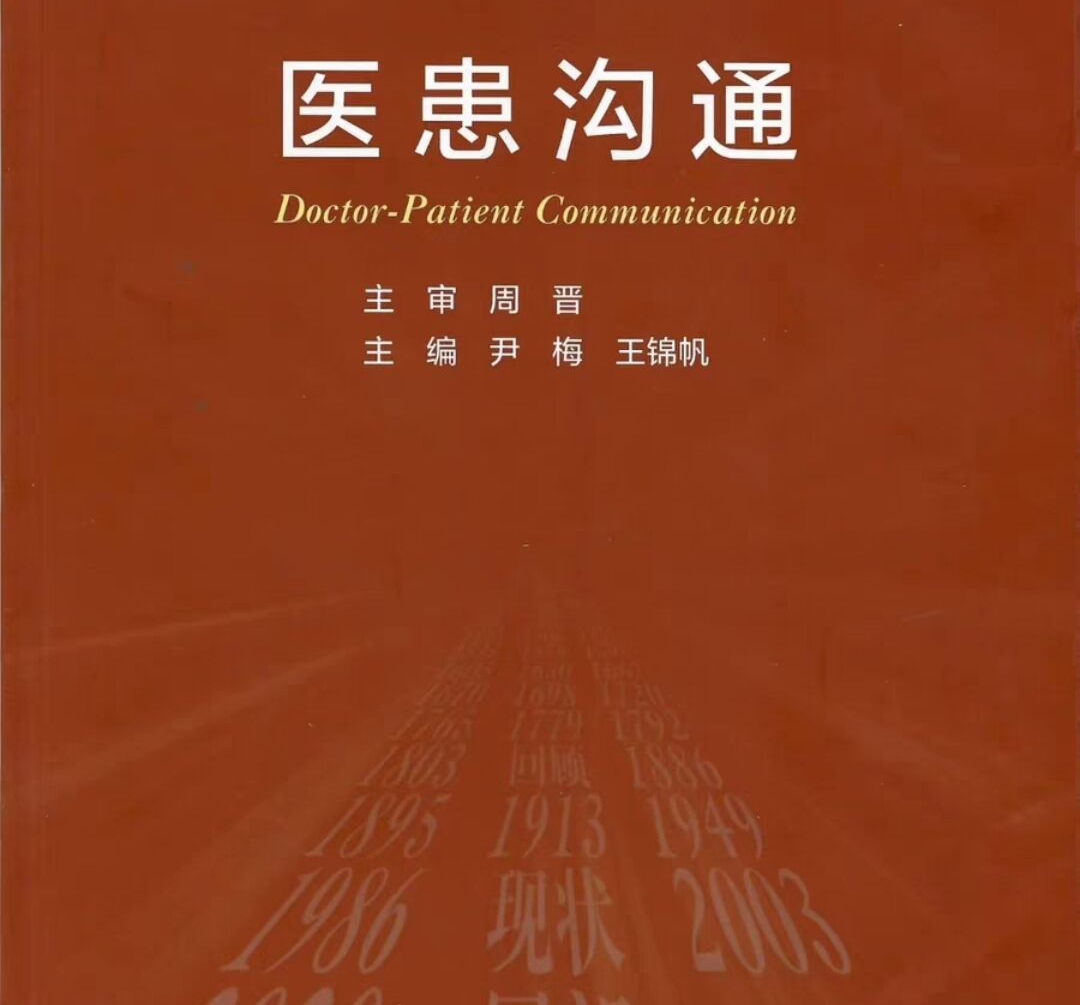 医患沟通
Doctor-Patient Communication
主 审 周 晋
主 编 尹 梅 王锦帆
1765 1779 1792
1803 回顾 1886
1895 1913 1949
1986 现状 2003